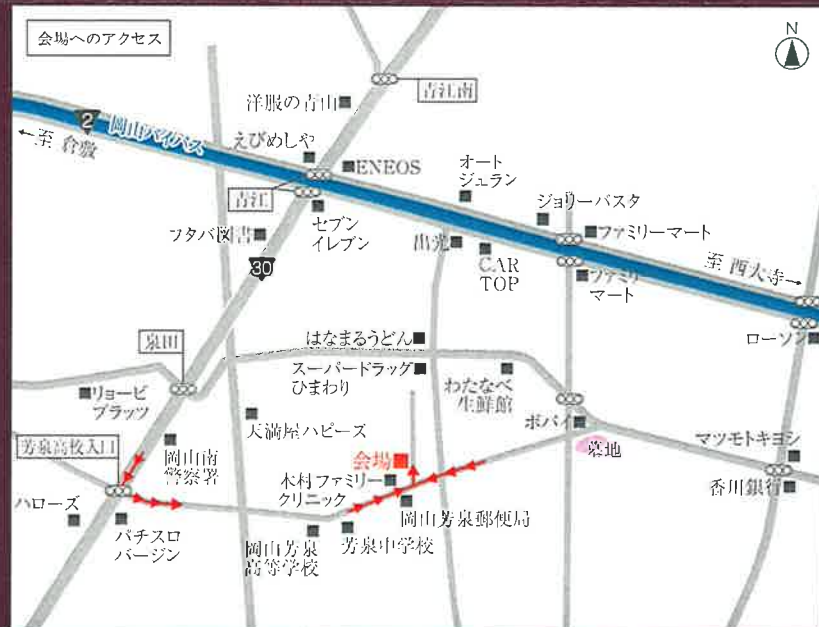 会場へのアクセス
N
青江南
洋服の青山
2
岡山バイパス
えびめしや
←至 倉敷
ENEOS
オート
ジェラン
青江
セブン
イレブン
ジョリーパスタ
フタバ図書
ファミリーマート
出光
30
CAR
TOP
至 西大寺→
ファミリ
マート
ローソン
泉田
はなまるうどん
スーパードラッグ
ひまわり
わたなべ
生鮮館
リョービ
プラッツ
ポパイ
天満屋ハピーズ
墓地
マツモトキヨシ
芳泉高校入口
岡山南
警察署
会場
木村ファミリー
クリニック
香川銀行
ハローズ
岡山芳泉郵便局
パチスロ
バージン
岡山芳泉
高等学校
芳泉中学校